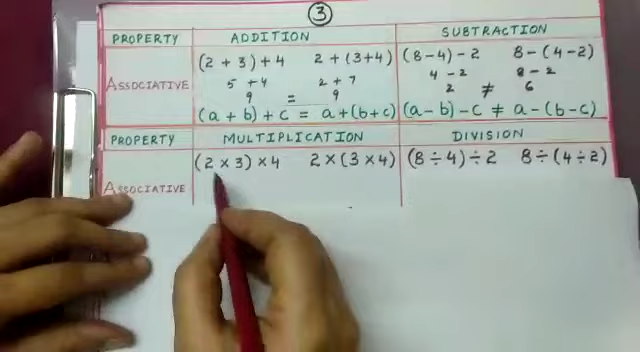 3
PROPERTY ADDITION SUBTRACTION
ASSOCIATIVE (2 + 3) + 4 2 + (3+4) (8-4) - 2 8 - (4-2)
5 + 4 2 + 7 4 - 2 8 - 2
9 = 9 2 ≠ 6
(a + b) + c = a + (b + c) (a - b) - c ≠ a - (b - c)
PROPERTY MULTIPLICATION DIVISION
(2 × 3) × 4 2 × (3 × 4) (8 ÷ 4) ÷ 2 8 ÷ (4 ÷ 2)
ASSOCIATIVE